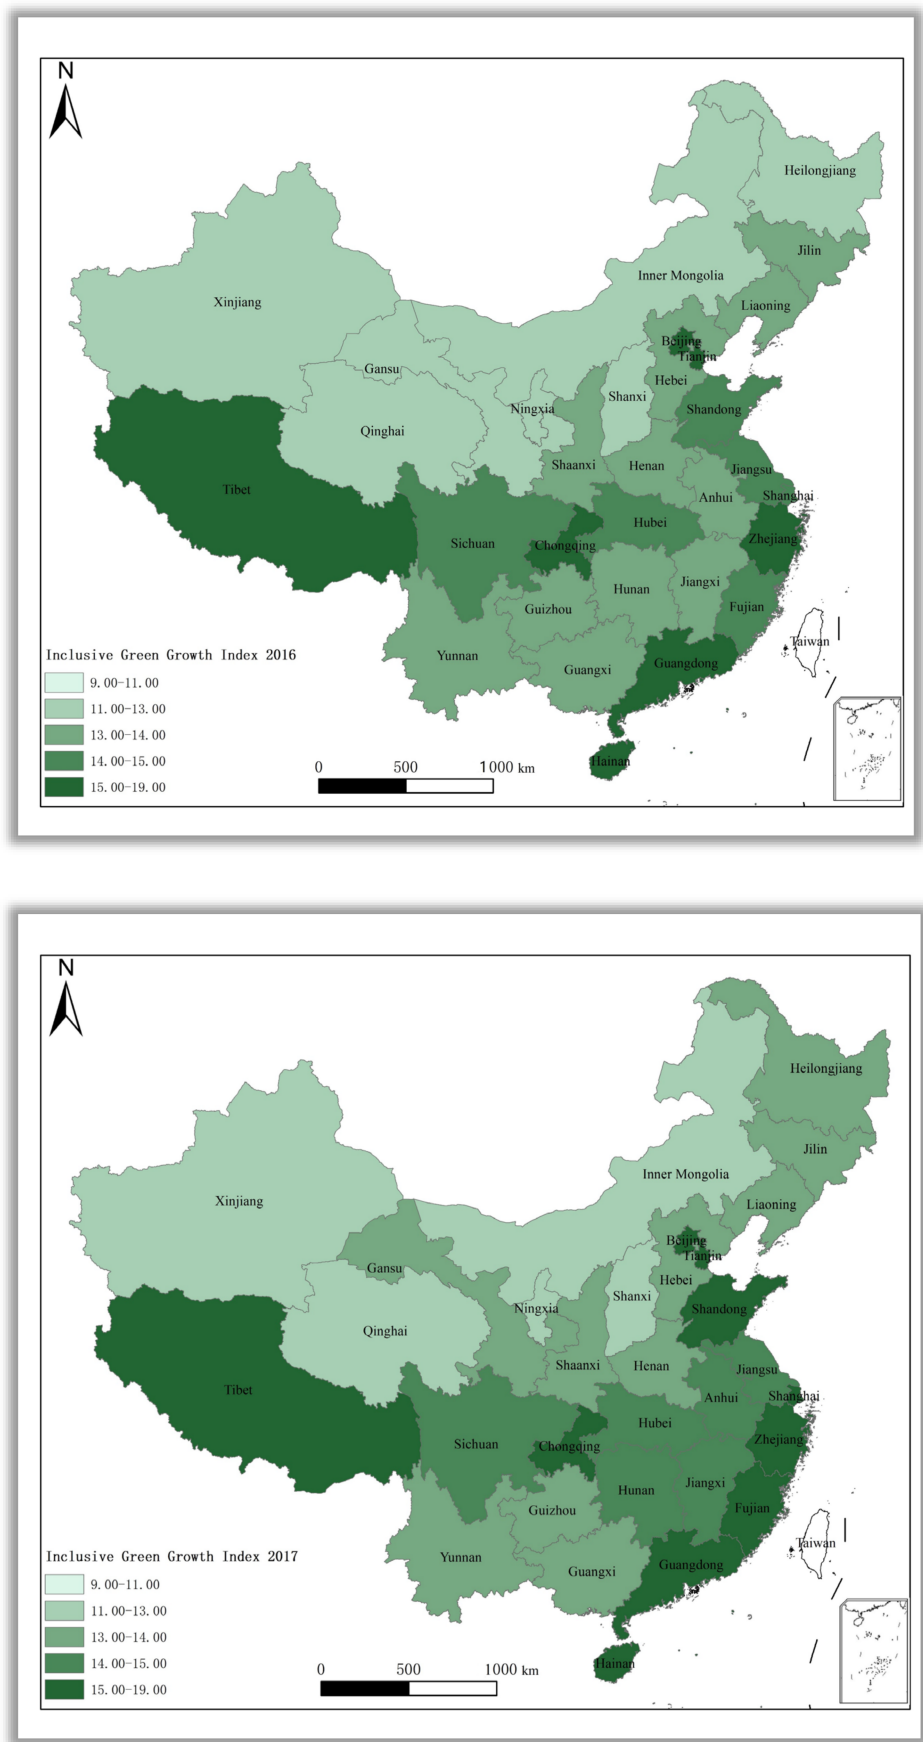 N
Heilongjiang
Jilin
Inner Mongolia
Xinjiang
Liaoning
Beijing
Tianjin
Gansu
Hebei
Shanxi
Ningxia
Shandong
Qinghai
Shaanxi
Henan
Jiangsu
Tibet
Anhui
Shanghai
Hubei
Zhejiang
Sichuan
Chongqing
Jiangxi
Hunan
Guizhou
Fujian
Taiwan
Yunnan
Guangxi
Guangdong
Hainan
Inclusive Green Growth Index 2016
9.00-11.00
11.00-13.00
13.00-14.00
14.00-15.00
15.00-19.00
0 500 1000 km
N
Heilongjiang
Jilin
Inner Mongolia
Xinjiang
Liaoning
Beijing
Tianjin
Gansu
Hebei
Shanxi
Ningxia
Shandong
Qinghai
Shaanxi
Henan
Jiangsu
Tibet
Anhui
Shanghai
Hubei
Zhejiang
Sichuan
Chongqing
Jiangxi
Hunan
Guizhou
Fujian
Taiwan
Yunnan
Guangxi
Guangdong
Hainan
Inclusive Green Growth Index 2017
9.00-11.00
11.00-13.00
13.00-14.00
14.00-15.00
15.00-19.00
0 500 1000 km